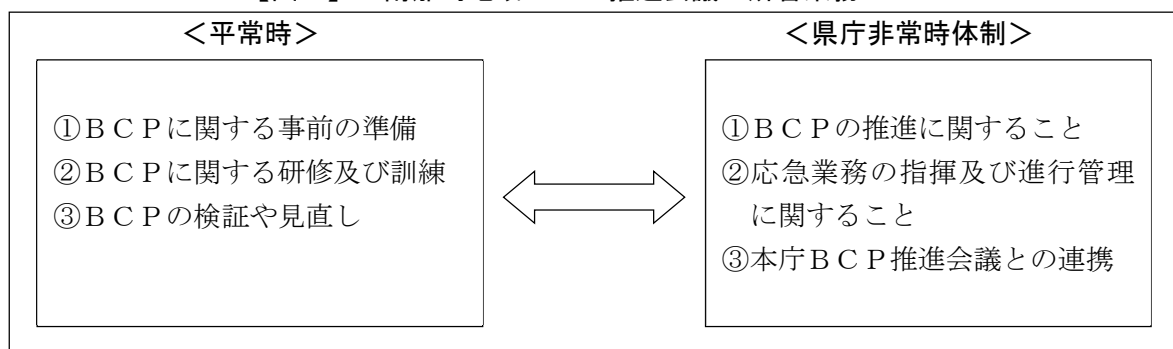 <平常時>
①ＢＣＰに関する事前の準備
②ＢＣＰに関する研修及び訓練
③ＢＣＰの検証や見直し
<県庁非常時体制>
①ＢＣＰの推進に関すること
②応急業務の指揮及び進行管理
に関すること
③本庁ＢＣＰ推進会議との連携